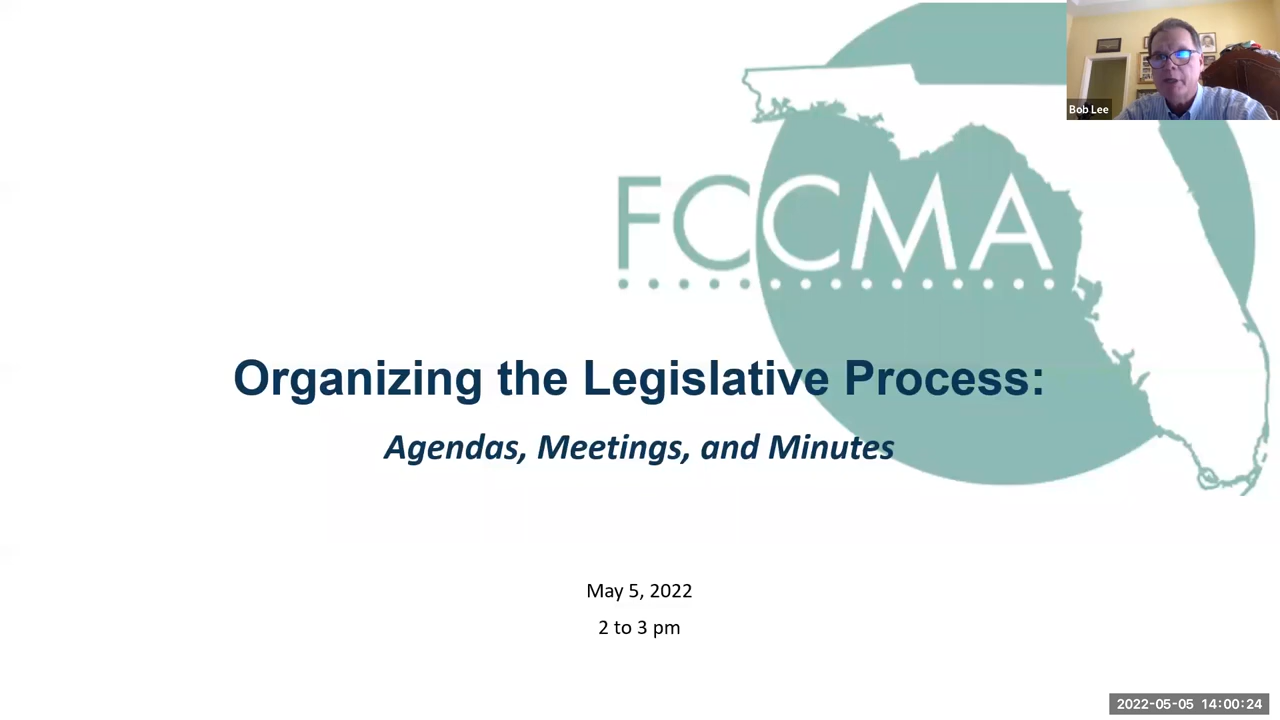 Bob Lee
FCCMA
Organizing the Legislative Process:
Agendas, Meetings, and Minutes
May 5, 2022
2 to 3 pm
2022-05-05 14:00:24